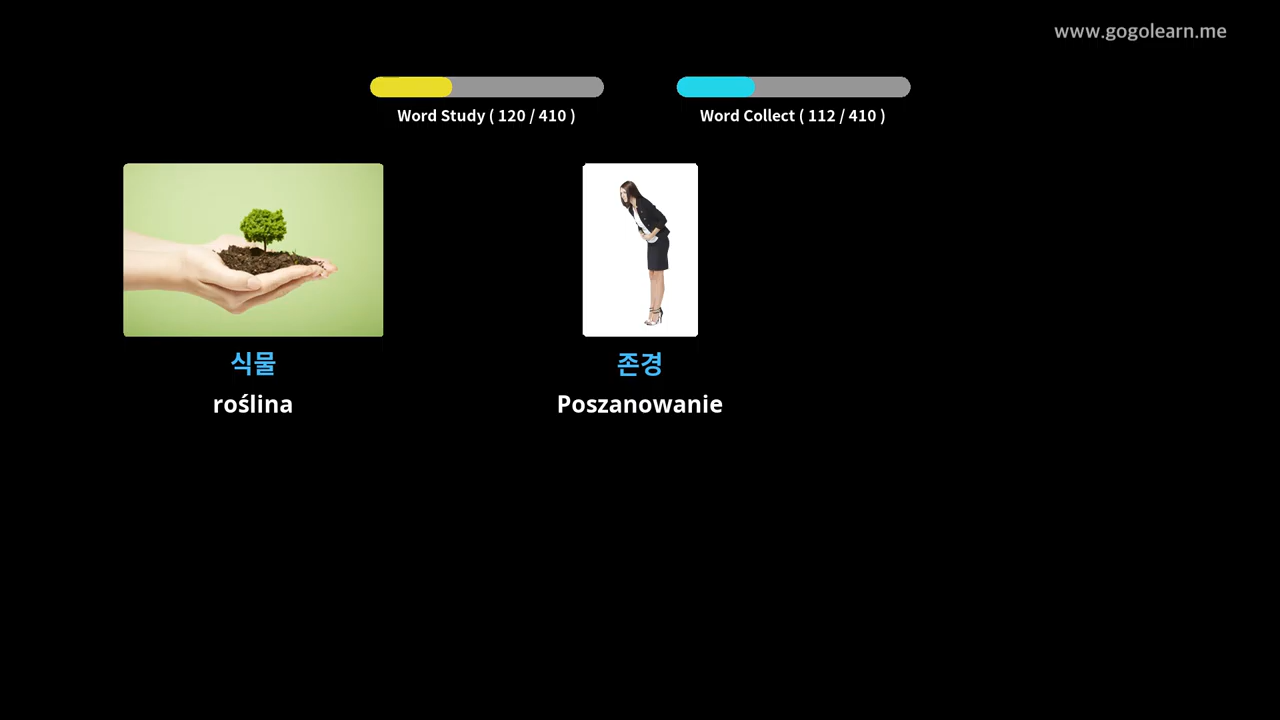 www.gogolearn.me
Word Study ( 120 / 410 )
Word Collect ( 112 / 410 )
식물
roślina
존경
Poszanowanie